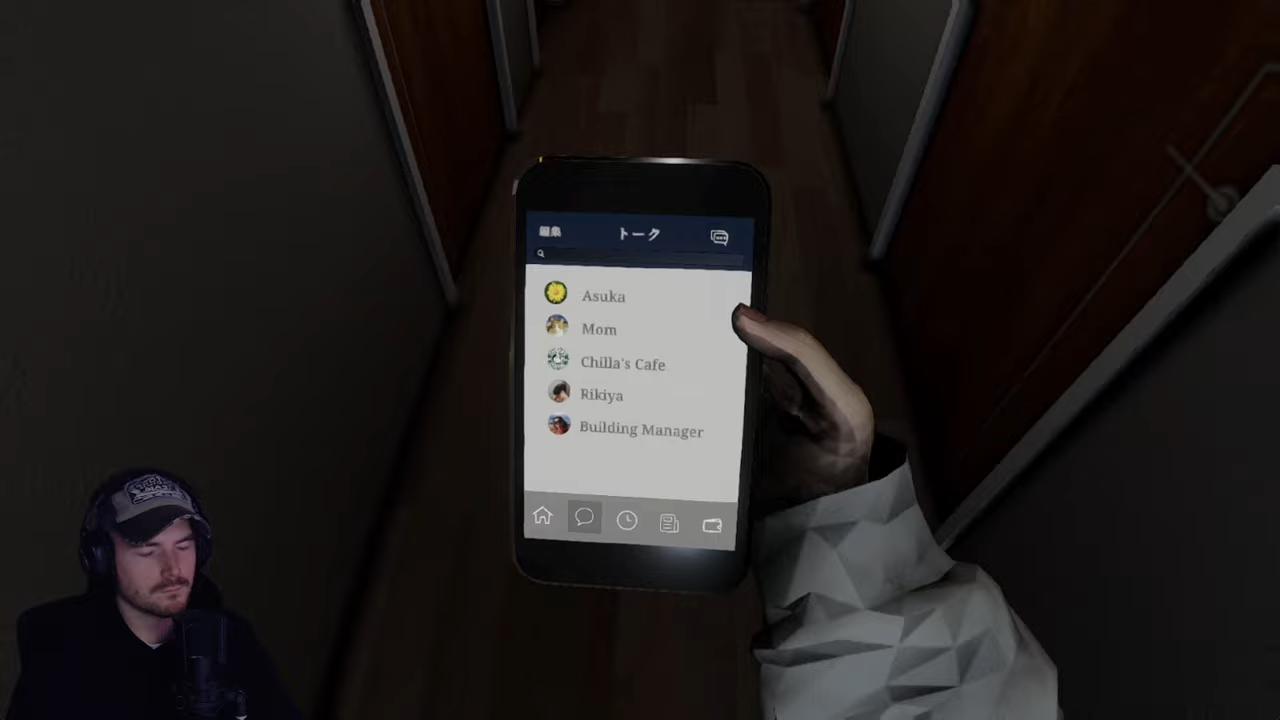 編集
トーク
Asuka
Mom
Chilla's Cafe
Rikiya
Building Manager